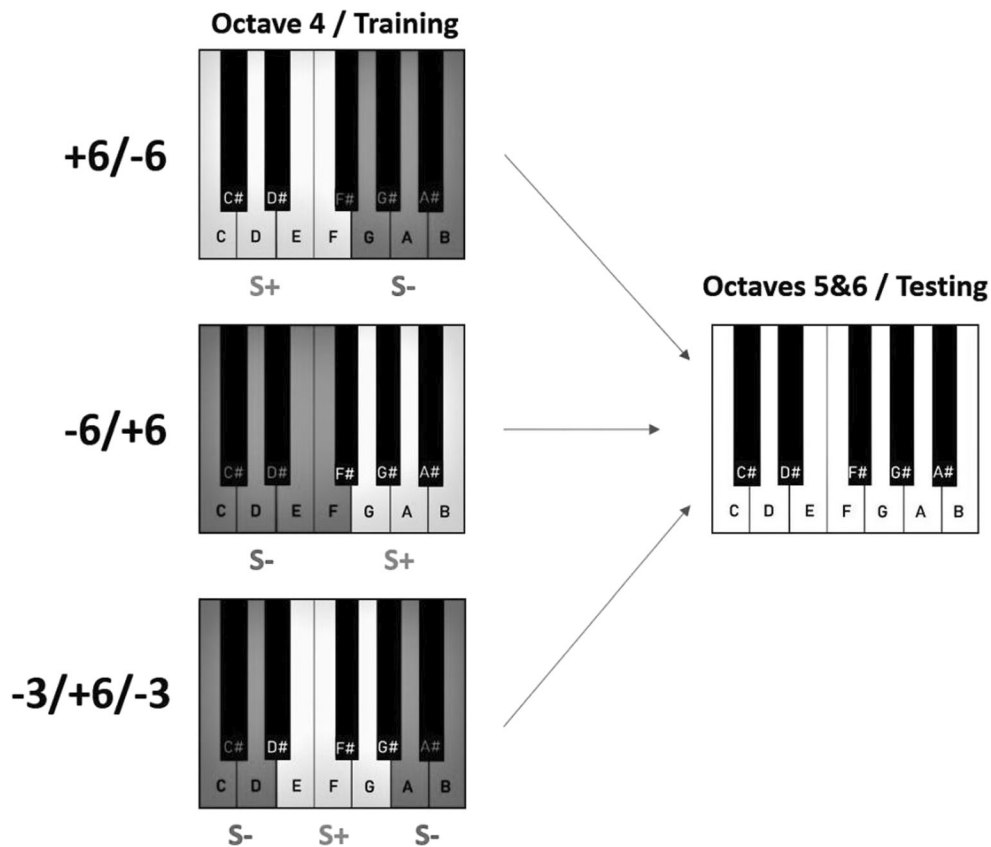 Octave 4 / Training
+6/-6
C# D# F# G# A#
C D E F G A B
S+ S-
Octaves 5&6 / Testing
-6/+6
C# D# F# G# A#
C D E F G A B
S- S+
C# D# F# G# A#
C D E F G A B
-3/+6/-3
C# D# F# G# A#
C D E F G A B
S- S+ S-